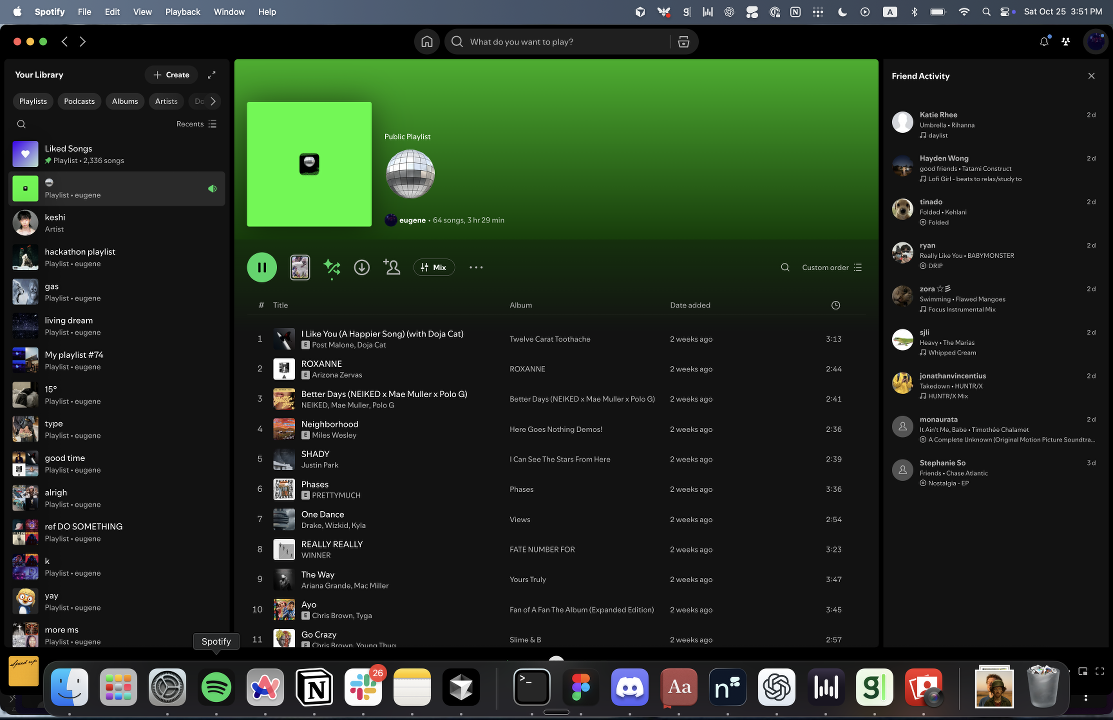 Spotify File Edit View Playback Window Help
A Sat Oct 25 3:51 PM
What do you want to play?
Your Library
Create
Playlists Podcasts Albums Artists
Recents
Liked Songs
Playlist • 2,336 songs
Playlist • eugene
keshi
Artist
hackathon playlist
Playlist • eugene
gas
Playlist • eugene
living dream
Playlist • eugene
My playlist #74
Playlist • eugene
15°
Playlist • eugene
type
Playlist • eugene
good time
Playlist • eugene
alrigh
Playlist • eugene
ref DO SOMETHING
Playlist • eugene
k
Playlist • eugene
yay
Playlist • eugene
more ms
Playlist • eugene
Public Playlist
eugene • 64 songs, 3 hr 29 min
Mix
Custom order
# Title Album Date added
1 I Like You (A Happier Song) (with Doja Cat) Twelve Carat Toothache 2 weeks ago 3:13
E Post Malone, Doja Cat
2 ROXANNE ROXANNE 2 weeks ago 2:44
E Arizona Zervas
3 Better Days (NEIKED x Mae Muller x Polo G) Better Days (NEIKED x Mae Muller x Polo G) 2 weeks ago 2:41
NEIKED, Mae Muller, Polo G
4 Neighborhood Here Goes Nothing Demos! 2 weeks ago 2:36
E Miles Wesley
5 SHADY I Can See The Stars From Here 2 weeks ago 2:39
Justin Park
6 Phases Phases 2 weeks ago 3:36
E PRETTYMUCH
7 One Dance Views 2 weeks ago 2:54
Drake, Wizkid, Kyla
8 REALLY REALLY FATE NUMBER FOR 2 weeks ago 3:23
WINNER
9 The Way Yours Truly 2 weeks ago 3:47
Ariana Grande, Mac Miller
10 Ayo Fan of A Fan The Album (Expanded Edition) 2 weeks ago 3:45
E Chris Brown, Tyga
11 Go Crazy Slime & B 2 weeks ago 2:57
E Chris Brown, Young Thug
Friend Activity
Katie Rhee 2 d
Umbrella • Rihanna
daylist
Hayden Wong 2 d
good friends • Tatami Construct
Lofi Girl - beats to relax/study to
tinado 2 d
Folded • Kehlani
Folded
ryan 2 d
Really Like You • BABYMONSTER
DRIP
zora ☆彡 2 d
Swimming • Flawed Mangoes
Focus Instrumental Mix
sjli 2 d
Heavy • The Marías
Whipped Cream
jonathanvincentius 2 d
Takedown • HUNTR/X
HUNTR/X Mix
monaurata 2 d
It Ain't Me, Babe • Timothée Chalamet
A Complete Unknown (Original Motion Picture Soundtra...
Stephanie So 3 d
Friends • Chase Atlantic
Nostalgia - EP
Spotify
26
Aa